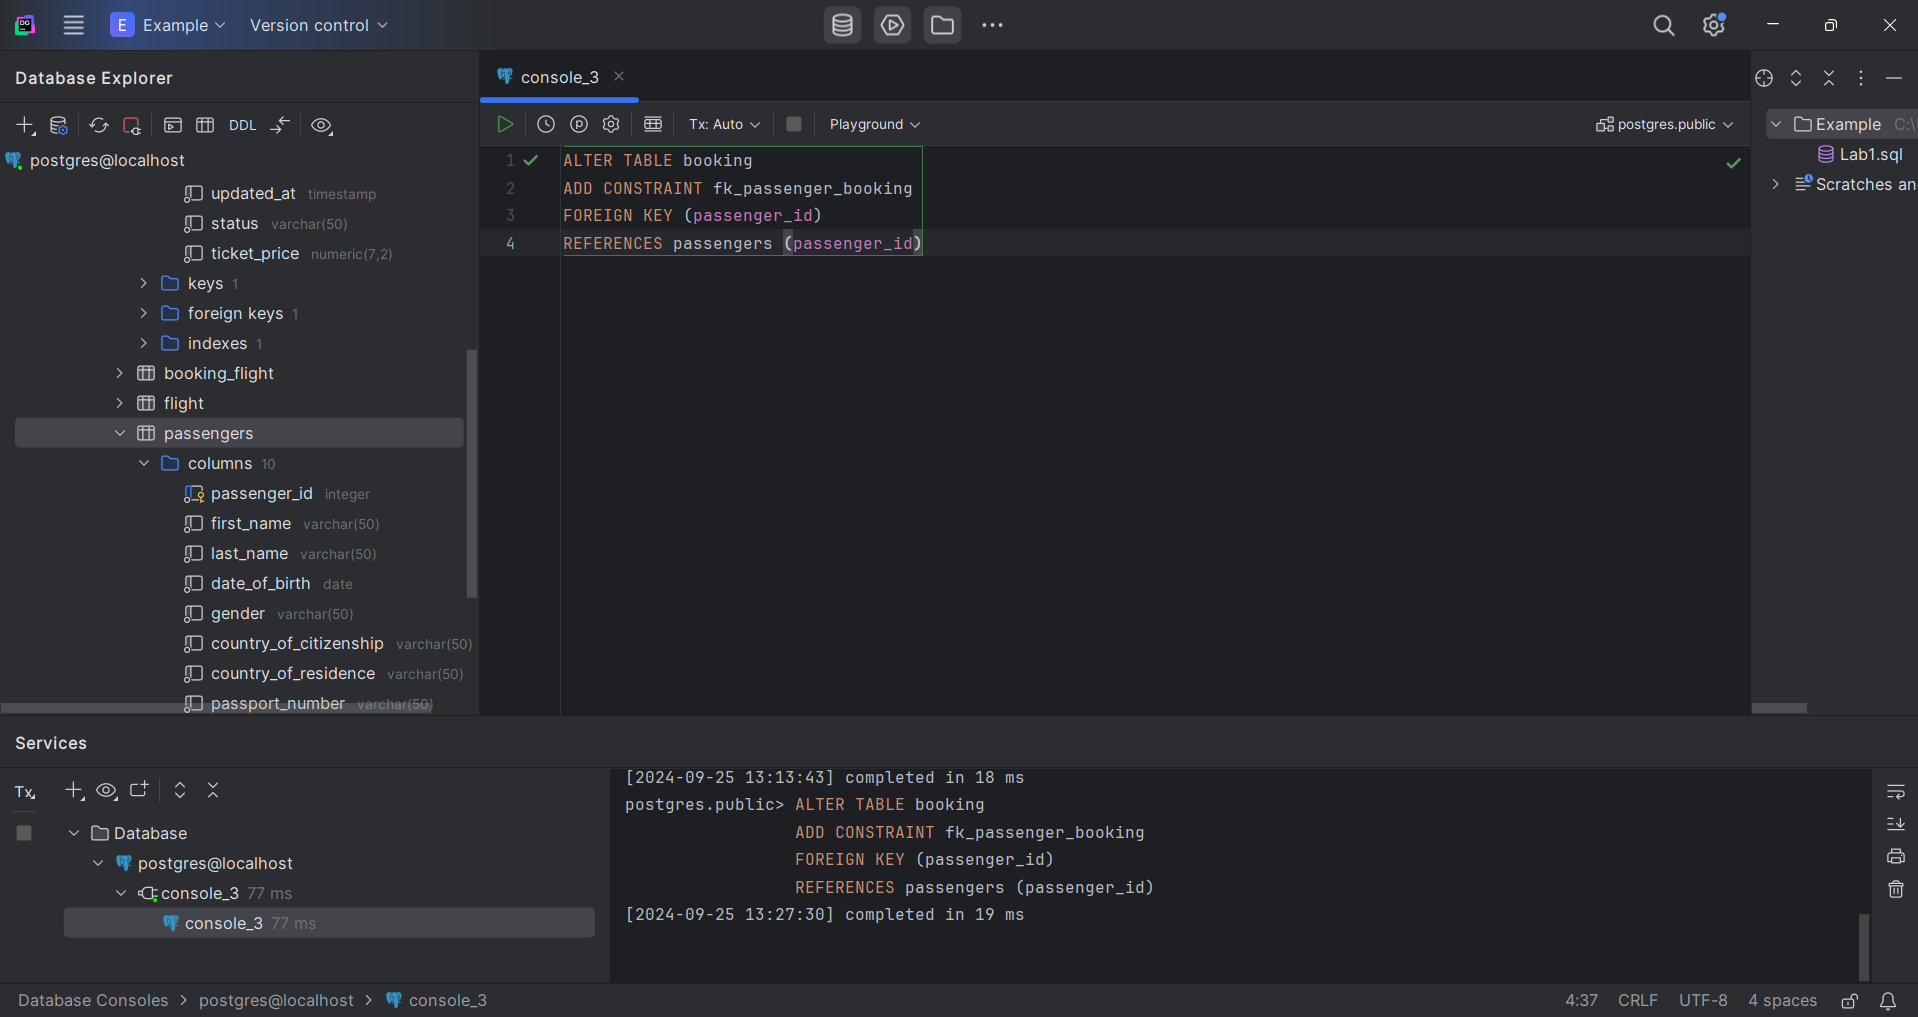 E Example Version control
Database Explorer
DDL
postgres@localhost
updated_at timestamp
status varchar(50)
ticket_price numeric(7,2)
keys 1
foreign keys 1
indexes 1
booking_flight
flight
passengers
columns 10
passenger_id integer
first_name varchar(50)
last_name varchar(50)
date_of_birth date
gender varchar(50)
country_of_citizenship varchar(50)
country_of_residence varchar(50)
passport_number varchar(50)
console_3
Tx: Auto Playground postgres.public
1 ALTER TABLE booking
2 ADD CONSTRAINT fk_passenger_booking
3 FOREIGN KEY (passenger_id)
4 REFERENCES passengers (passenger_id)
Example C:\
Lab1.sql
Scratches an
Services
Tx
Database
postgres@localhost
console_3 77 ms
console_3 77 ms
[2024-09-25 13:13:43] completed in 18 ms
postgres.public> ALTER TABLE booking
ADD CONSTRAINT fk_passenger_booking
FOREIGN KEY (passenger_id)
REFERENCES passengers (passenger_id)
[2024-09-25 13:27:30] completed in 19 ms
Database Consoles > postgres@localhost > console_3
4:37 CRLF UTF-8 4 spaces